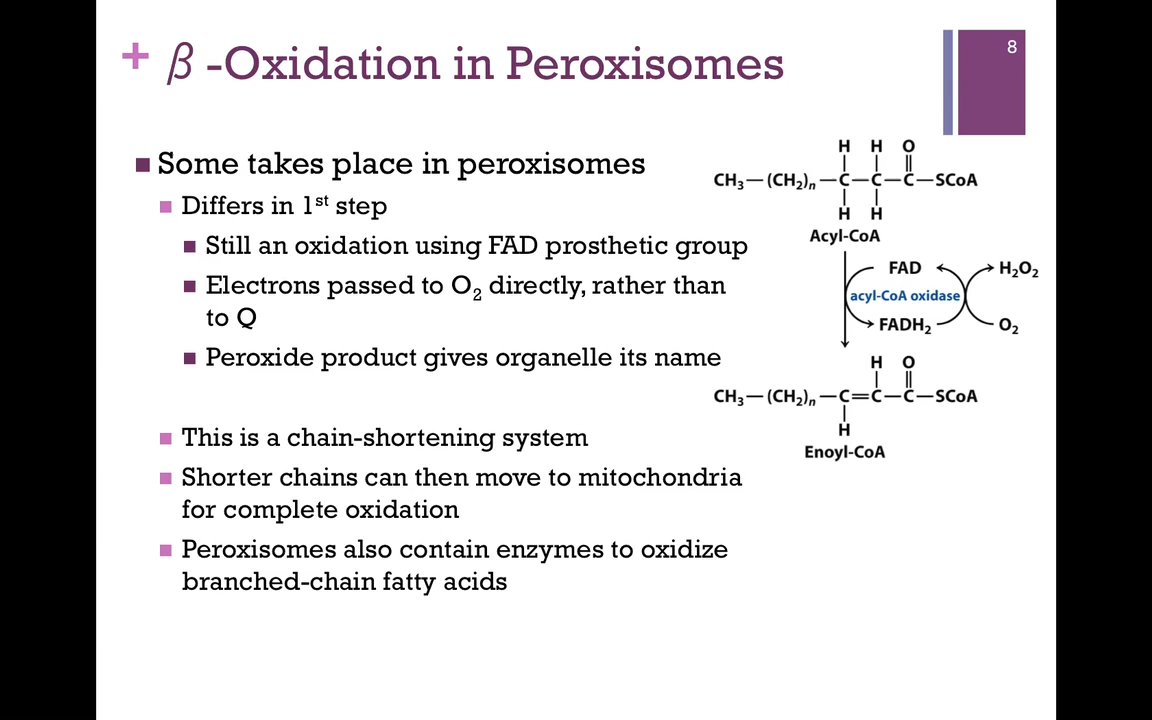 8
+ β -Oxidation in Peroxisomes
■ Some takes place in peroxisomes
■ Differs in 1st step
■ Still an oxidation using FAD prosthetic group
■ Electrons passed to O2 directly, rather than
to Q
■ Peroxide product gives organelle its name
■ This is a chain-shortening system
■ Shorter chains can then move to mitochondria
for complete oxidation
■ Peroxisomes also contain enzymes to oxidize
branched-chain fatty acids
H H O
CH3—(CH2)n—C—C—C—SCoA
H H
Acyl-CoA
FAD H2O2
acyl-CoA oxidase
FADH2 O2
H O
CH3—(CH2)n—C=C—C—SCoA
H
Enoyl-CoA